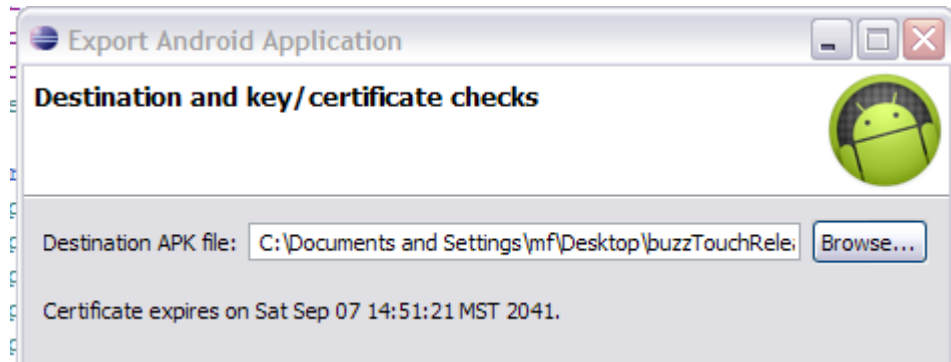 Export Android Application
Destination and key/certificate checks
Destination APK file: C:\Documents and Settings\mf\Desktop\buzzTouchRelea Browse...
Certificate expires on Sat Sep 07 14:51:21 MST 2041.